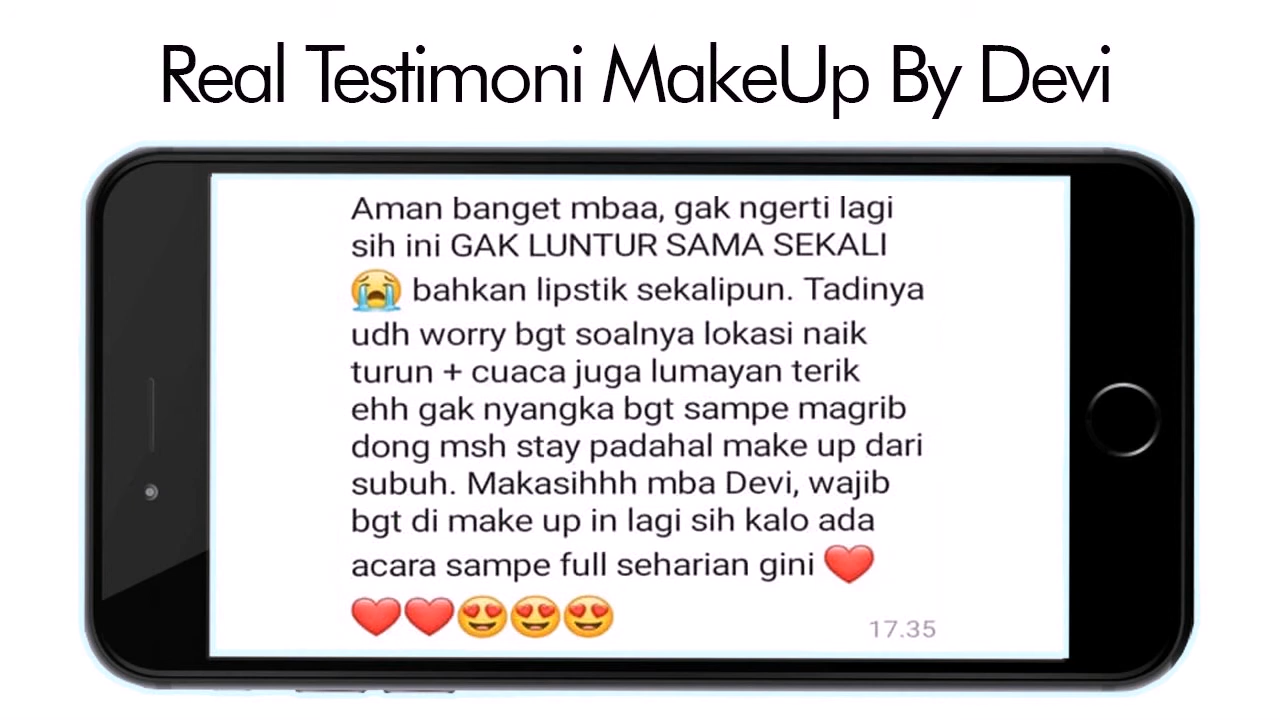 Real Testimoni MakeUp By Devi
Aman banget mbaa, gak ngerti lagi
sih ini GAK LUNTUR SAMA SEKALI
😭 bahkan lipstik sekalipun. Tadinya
udh worry bgt soalnya lokasi naik
turun + cuaca juga lumayan terik
ehh gak nyangka bgt sampe magrib
dong msh stay padahal make up dari
subuh. Makasihhh mba Devi, wajib
bgt di make up in lagi sih kalo ada
acara sampe full seharian gini ❤️
❤️❤️😍😍😍
17.35